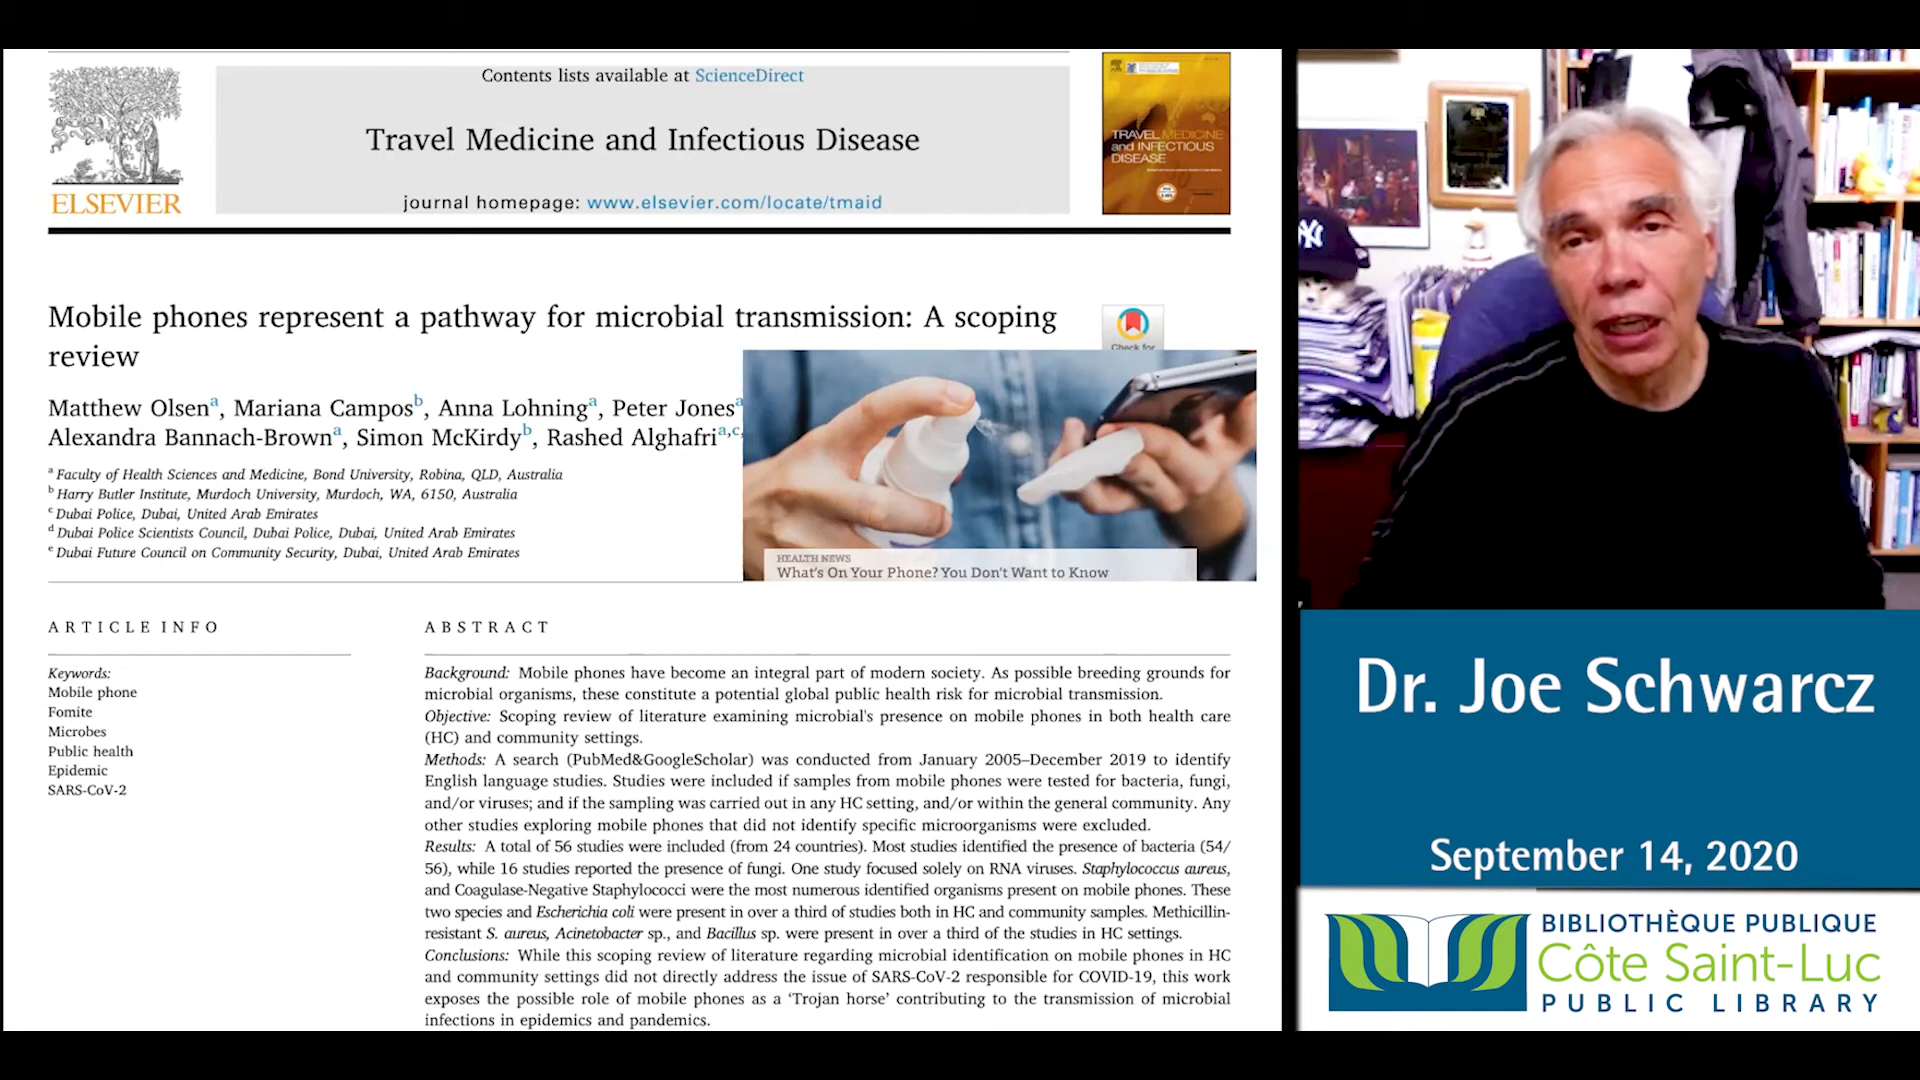 Contents lists available at ScienceDirect
Travel Medicine and Infectious Disease
journal homepage: www.elsevier.com/locate/tmaid
ELSEVIER
TRAVEL MEDICINE
and INFECTIOUS
DISEASE
Mobile phones represent a pathway for microbial transmission: A scoping
review
Check for
Matthew Olsenᵃ, Mariana Camposᵇ, Anna Lohningᵃ, Peter Jonesᵃ
Alexandra Bannach-Brownᵃ, Simon McKirdyᵇ, Rashed Alghafriᵃ,ᶜ,
ᵃ Faculty of Health Sciences and Medicine, Bond University, Robina, QLD, Australia
ᵇ Harry Butler Institute, Murdoch University, Murdoch, WA, 6150, Australia
ᶜ Dubai Police, Dubai, United Arab Emirates
ᵈ Dubai Police Scientists Council, Dubai Police, Dubai, United Arab Emirates
ᵉ Dubai Future Council on Community Security, Dubai, United Arab Emirates
HEALTH NEWS
What's On Your Phone? You Don't Want to Know
ARTICLE INFO
Keywords:
Mobile phone
Fomite
Microbes
Public health
Epidemic
SARS-CoV-2
ABSTRACT
Background: Mobile phones have become an integral part of modern society. As possible breeding grounds for
microbial organisms, these constitute a potential global public health risk for microbial transmission.
Objective: Scoping review of literature examining microbial's presence on mobile phones in both health care
(HC) and community settings.
Methods: A search (PubMed&GoogleScholar) was conducted from January 2005–December 2019 to identify
English language studies. Studies were included if samples from mobile phones were tested for bacteria, fungi,
and/or viruses; and if the sampling was carried out in any HC setting, and/or within the general community. Any
other studies exploring mobile phones that did not identify specific microorganisms were excluded.
Results: A total of 56 studies were included (from 24 countries). Most studies identified the presence of bacteria (54/
56), while 16 studies reported the presence of fungi. One study focused solely on RNA viruses. Staphylococcus aureus,
and Coagulase-Negative Staphylococci were the most numerous identified organisms present on mobile phones. These
two species and Escherichia coli were present in over a third of studies both in HC and community samples. Methicillin-
resistant S. aureus, Acinetobacter sp., and Bacillus sp. were present in over a third of the studies in HC settings.
Conclusions: While this scoping review of literature regarding microbial identification on mobile phones in HC
and community settings did not directly address the issue of SARS-CoV-2 responsible for COVID-19, this work
exposes the possible role of mobile phones as a ‘Trojan horse’ contributing to the transmission of microbial
infections in epidemics and pandemics.
NY
Dr. Joe Schwarcz
September 14, 2020
BIBLIOTHÈQUE PUBLIQUE
Côte Saint-Luc
PUBLIC LIBRARY